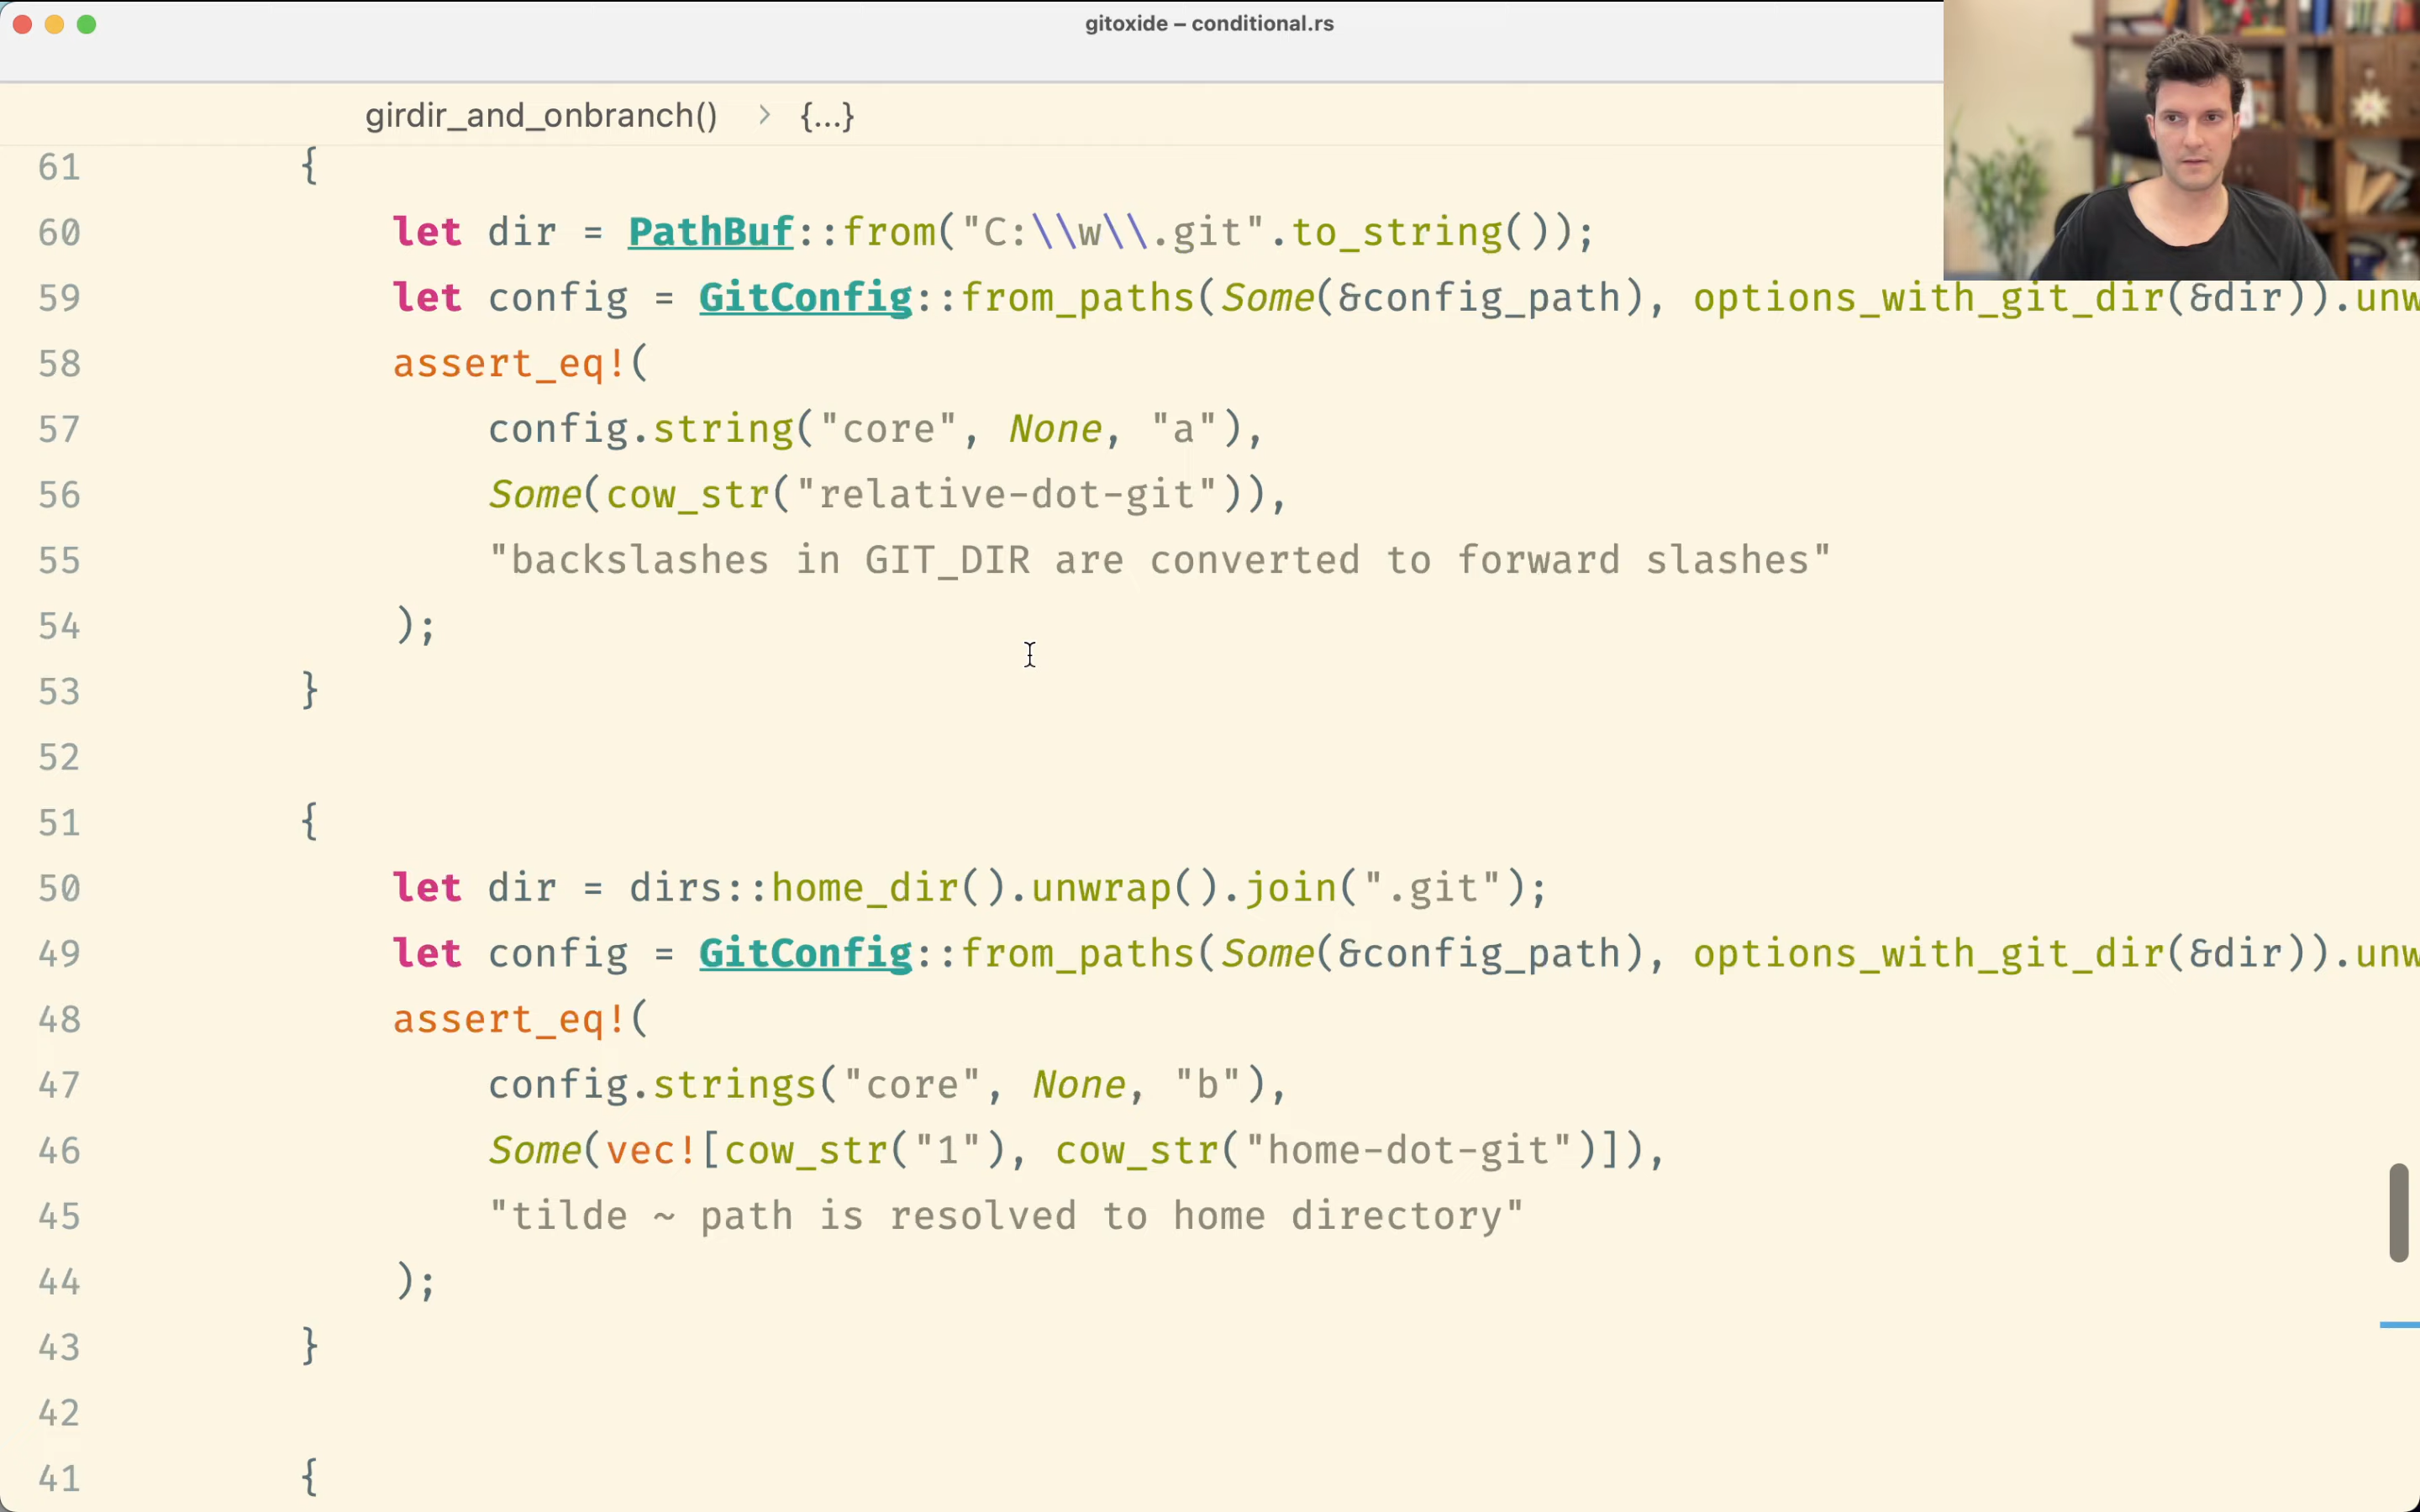 gitoxide – conditional.rs
girdir_and_onbranch() > {...}
61 {
60 let dir = PathBuf::from("C:\\w\\.git".to_string());
59 let config = GitConfig::from_paths(Some(&config_path), options_with_git_dir(&dir)).unw
58 assert_eq!(
57 config.string("core", None, "a"),
56 Some(cow_str("relative-dot-git")),
55 "backslashes in GIT_DIR are converted to forward slashes"
54 );
53 }
52
51 {
50 let dir = dirs::home_dir().unwrap().join(".git");
49 let config = GitConfig::from_paths(Some(&config_path), options_with_git_dir(&dir)).unw
48 assert_eq!(
47 config.strings("core", None, "b"),
46 Some(vec![cow_str("1"), cow_str("home-dot-git")]),
45 "tilde ~ path is resolved to home directory"
44 );
43 }
42
41 {